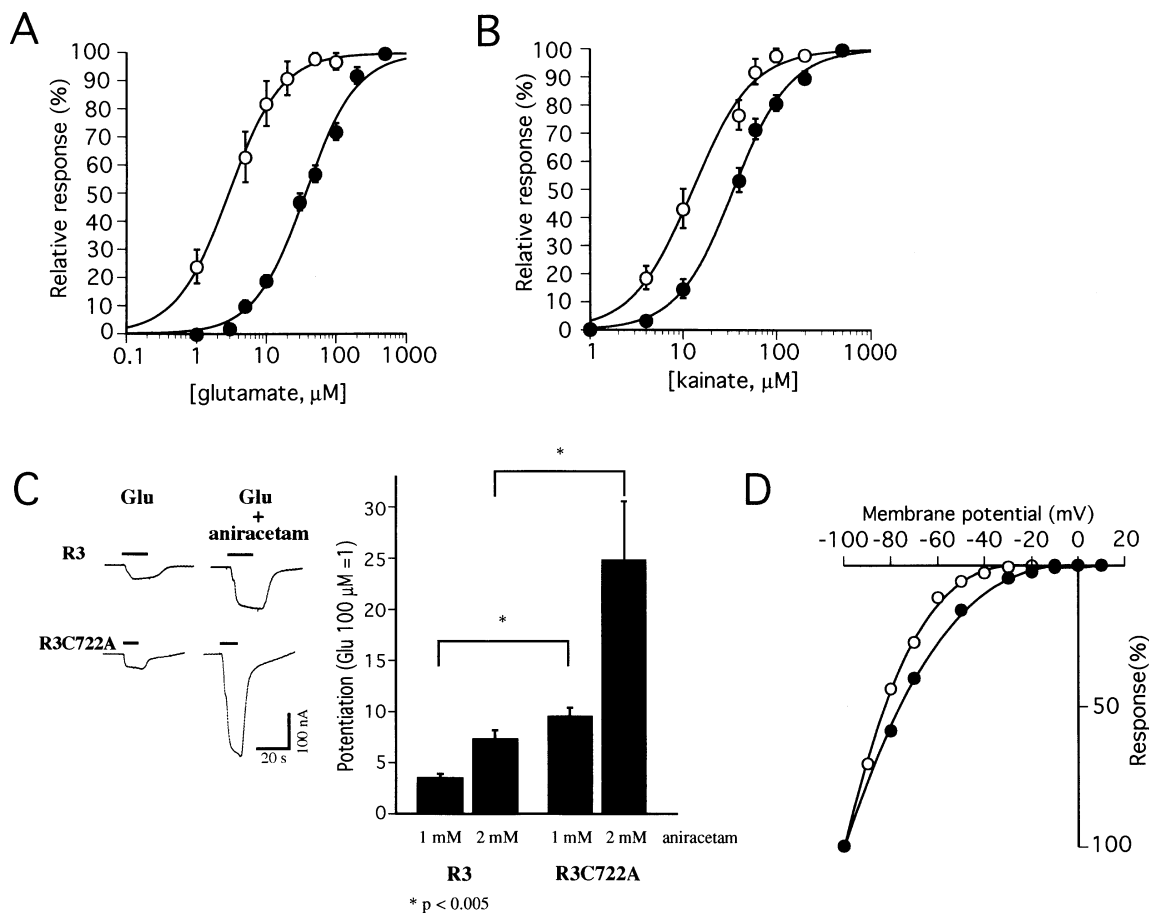 A
Relative response (%)
100
90
80
70
60
50
40
30
20
10
0
0.1 1 10 100 1000
[glutamate, μM]
B
Relative response (%)
100
90
80
70
60
50
40
30
20
10
0
1 10 100 1000
[kainate, μM]
C
Glu
Glu
+
aniracetam
R3
R3C722A
100 nA
20 s
Potentiation (Glu 100 μM = 1)
30
25
20
15
10
5
0
*
*
1 mM 2 mM 1 mM 2 mM aniracetam
R3 R3C722A
* p < 0.005
D
Membrane potential (mV)
-100 -80 -60 -40 -20 0 20
Response(%)
-50
-100